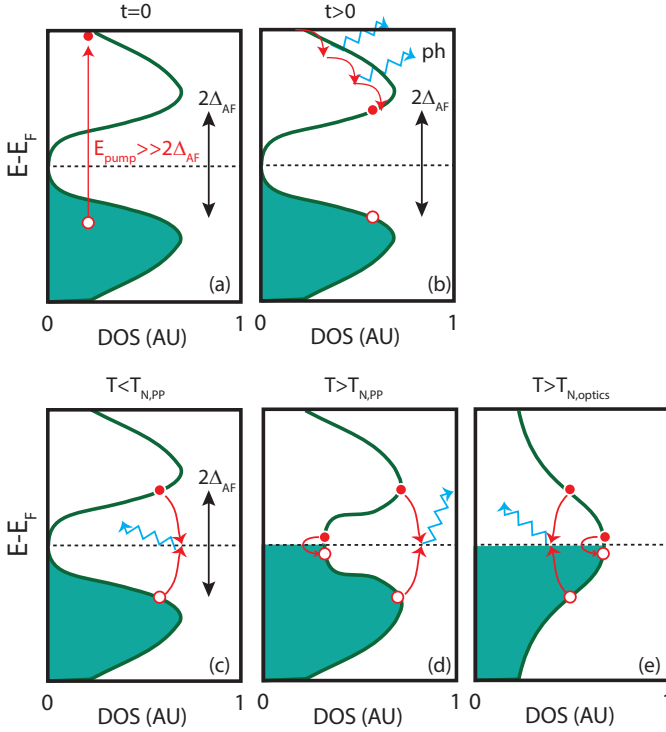 t=0
t>0
E-E_F
2Δ_AF
E_pump>>2Δ_AF
(a)
ph
2Δ_AF
(b)
0
1
0
1
DOS (AU)
DOS (AU)
T<T_N,PP
T>T_N,PP
T>T_N,optics
E-E_F
2Δ_AF
(c)
(d)
(e)
0
1
0
1
0
1
DOS (AU)
DOS (AU)
DOS (AU)